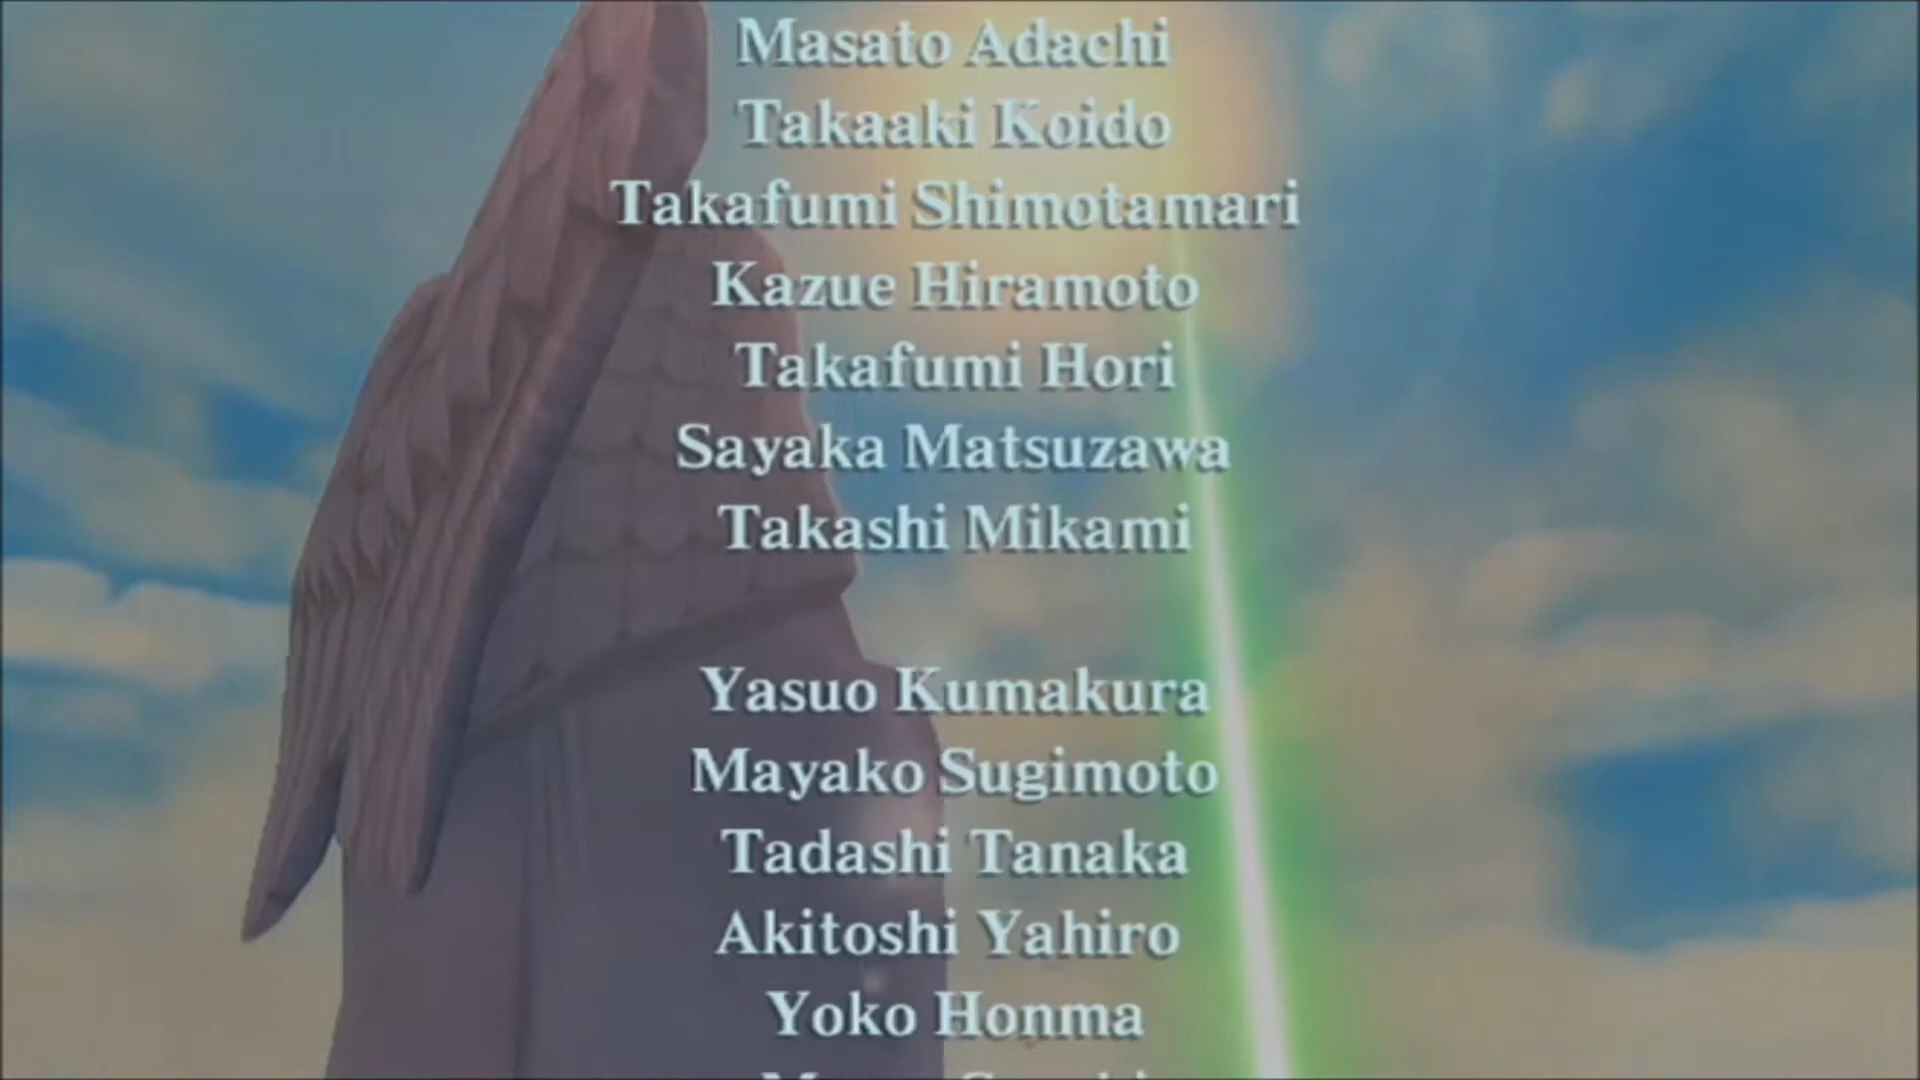 Masato Adachi
Takaaki Koido
Takafumi Shimotamari
Kazue Hiramoto
Takafumi Hori
Sayaka Matsuzawa
Takashi Mikami
Yasuo Kumakura
Mayako Sugimoto
Tadashi Tanaka
Akitoshi Yahiro
Yoko Honma